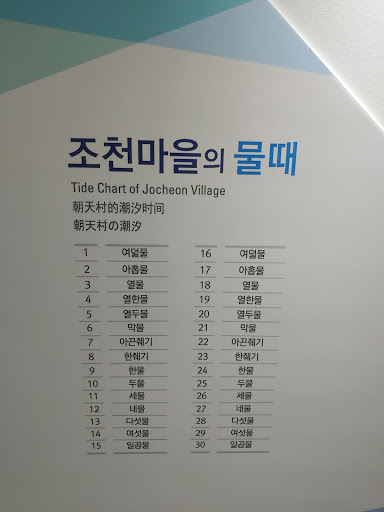 조천마을의 물때
Tide Chart of Jocheon Village
朝天村的潮汐时间
朝天村の潮汐
1 여덟물 16 여덟물
2 아홉물 17 아홉물
3 열물 18 열물
4 열한물 19 열한물
5 열두물 20 열두물
6 막물 21 막물
7 아끈줴기 22 아끈줴기
8 한줴기 23 한줴기
9 한물 24 한물
10 두물 25 두물
11 세물 26 세물
12 네물 27 네물
13 다섯물 28 다섯물
14 여섯물 29 여섯물
15 일곱물 30 일곱물